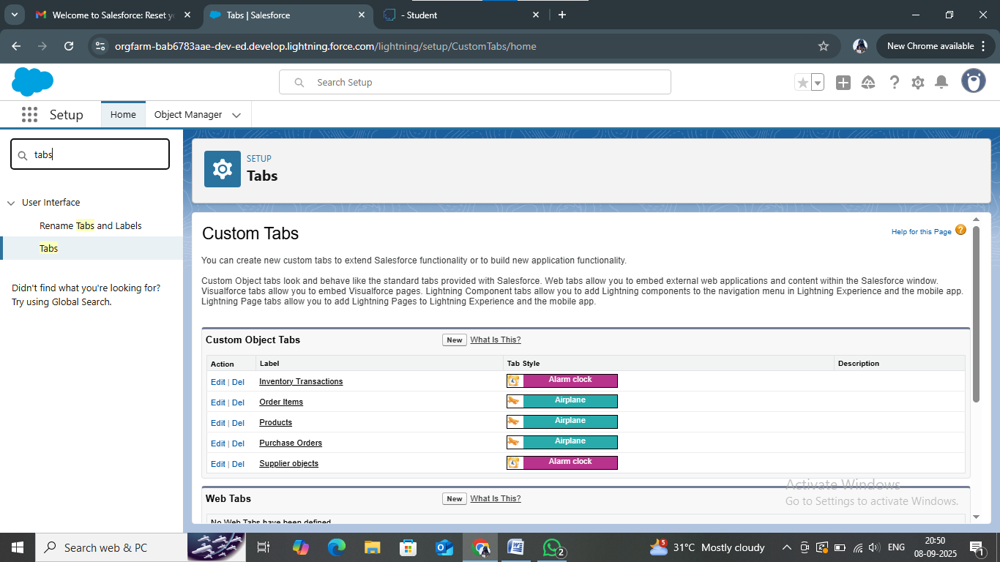 Welcome to Salesforce: Reset yo
Tabs | Salesforce
- Student
orgfarm-bab6783aae-dev-ed.develop.lightning.force.com/lightning/setup/CustomTabs/home
New Chrome available
Search Setup
Setup
Home
Object Manager
tabs
User Interface
Rename Tabs and Labels
Tabs
Didn't find what you're looking for?
Try using Global Search.
SETUP
Tabs
Custom Tabs
Help for this Page
You can create new custom tabs to extend Salesforce functionality or to build new application functionality.
Custom Object tabs look and behave like the standard tabs provided with Salesforce. Web tabs allow you to embed external web applications and content within the Salesforce window.
Visualforce tabs allow you to embed Visualforce pages. Lightning Component tabs allow you to add Lightning components to the navigation menu in Lightning Experience and the mobile app.
Lightning Page tabs allow you to add Lightning Pages to Lightning Experience and the mobile app.
Custom Object Tabs New What Is This?
Action Label Tab Style Description
Edit | Del Inventory Transactions Alarm clock
Edit | Del Order Items Airplane
Edit | Del Products Airplane
Edit | Del Purchase Orders Airplane
Edit | Del Supplier objects Alarm clock
Web Tabs New What Is This?
No Web Tabs have been defined
Activate Windows
Go to Settings to activate Windows.
Search web & PC
2
5
31°C Mostly cloudy
ENG
20:50
08-09-2025
1